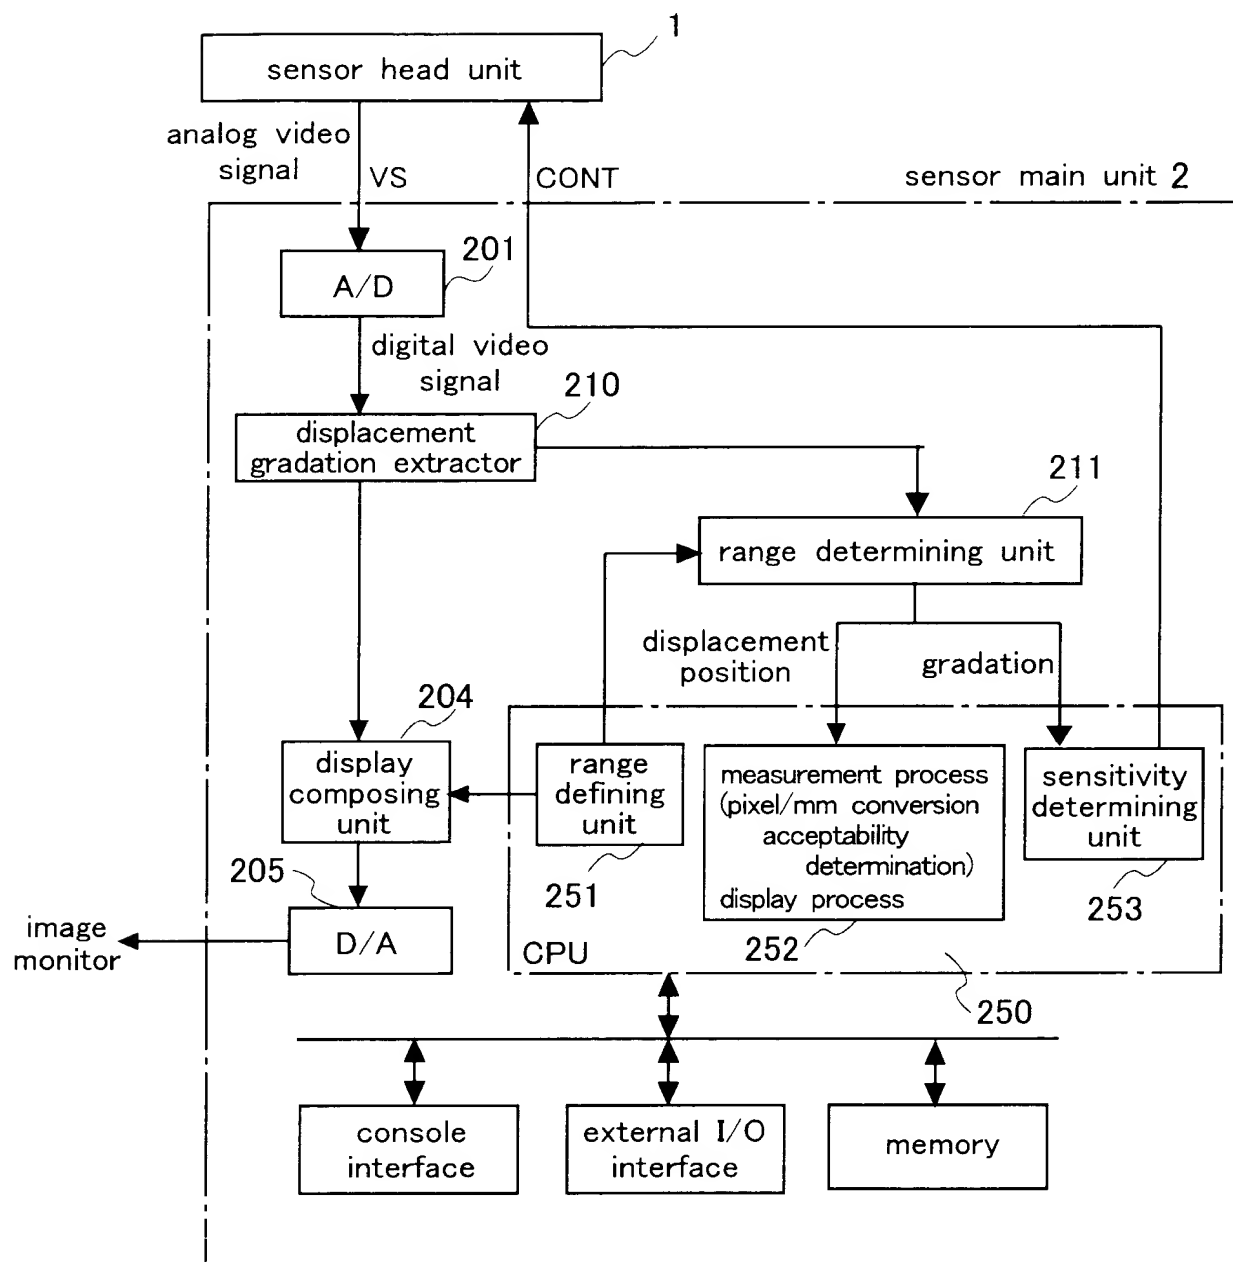 1
sensor head unit
analog video
signal
VS
CONT
sensor main unit 2
201
A/D
digital video
signal
210
displacement
gradation extractor
211
range determining unit
displacement
position
gradation
204
display
composing
unit
range
defining
unit
251
measurement process
(pixel/mm conversion
acceptability
determination)
display process
252
sensitivity
determining
unit
253
205
D/A
image
monitor
CPU
250
console
interface
external I/O
interface
memory